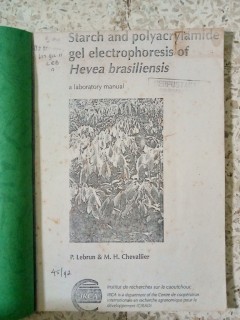 Starch and polyacrylamide
gel electrophoresis of
Hevea brasiliensis
a laboratory manual
P. Lebrun & M. H. Chevallier
IRCA
Institut de recherches sur le caoutchouc
IRCA is a department of the Centre de coopération
internationale en recherche agronomique pour le
développement (CIRAD)